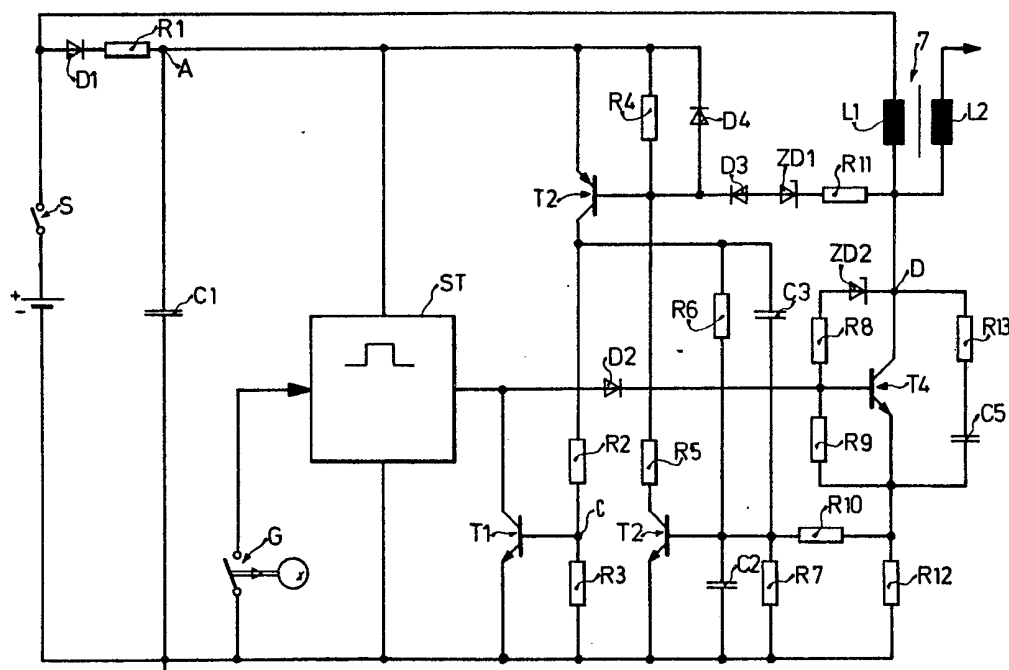 R1
D1
A
7
R4
D4
L1
L2
D3
ZD1
R11
T2
S
+
-
C1
ST
ZD2
D
R6
C3
R8
R13
D2
T4
R9
C5
R2
R5
G
T1
C
T2
R10
C2
R3
R7
R12